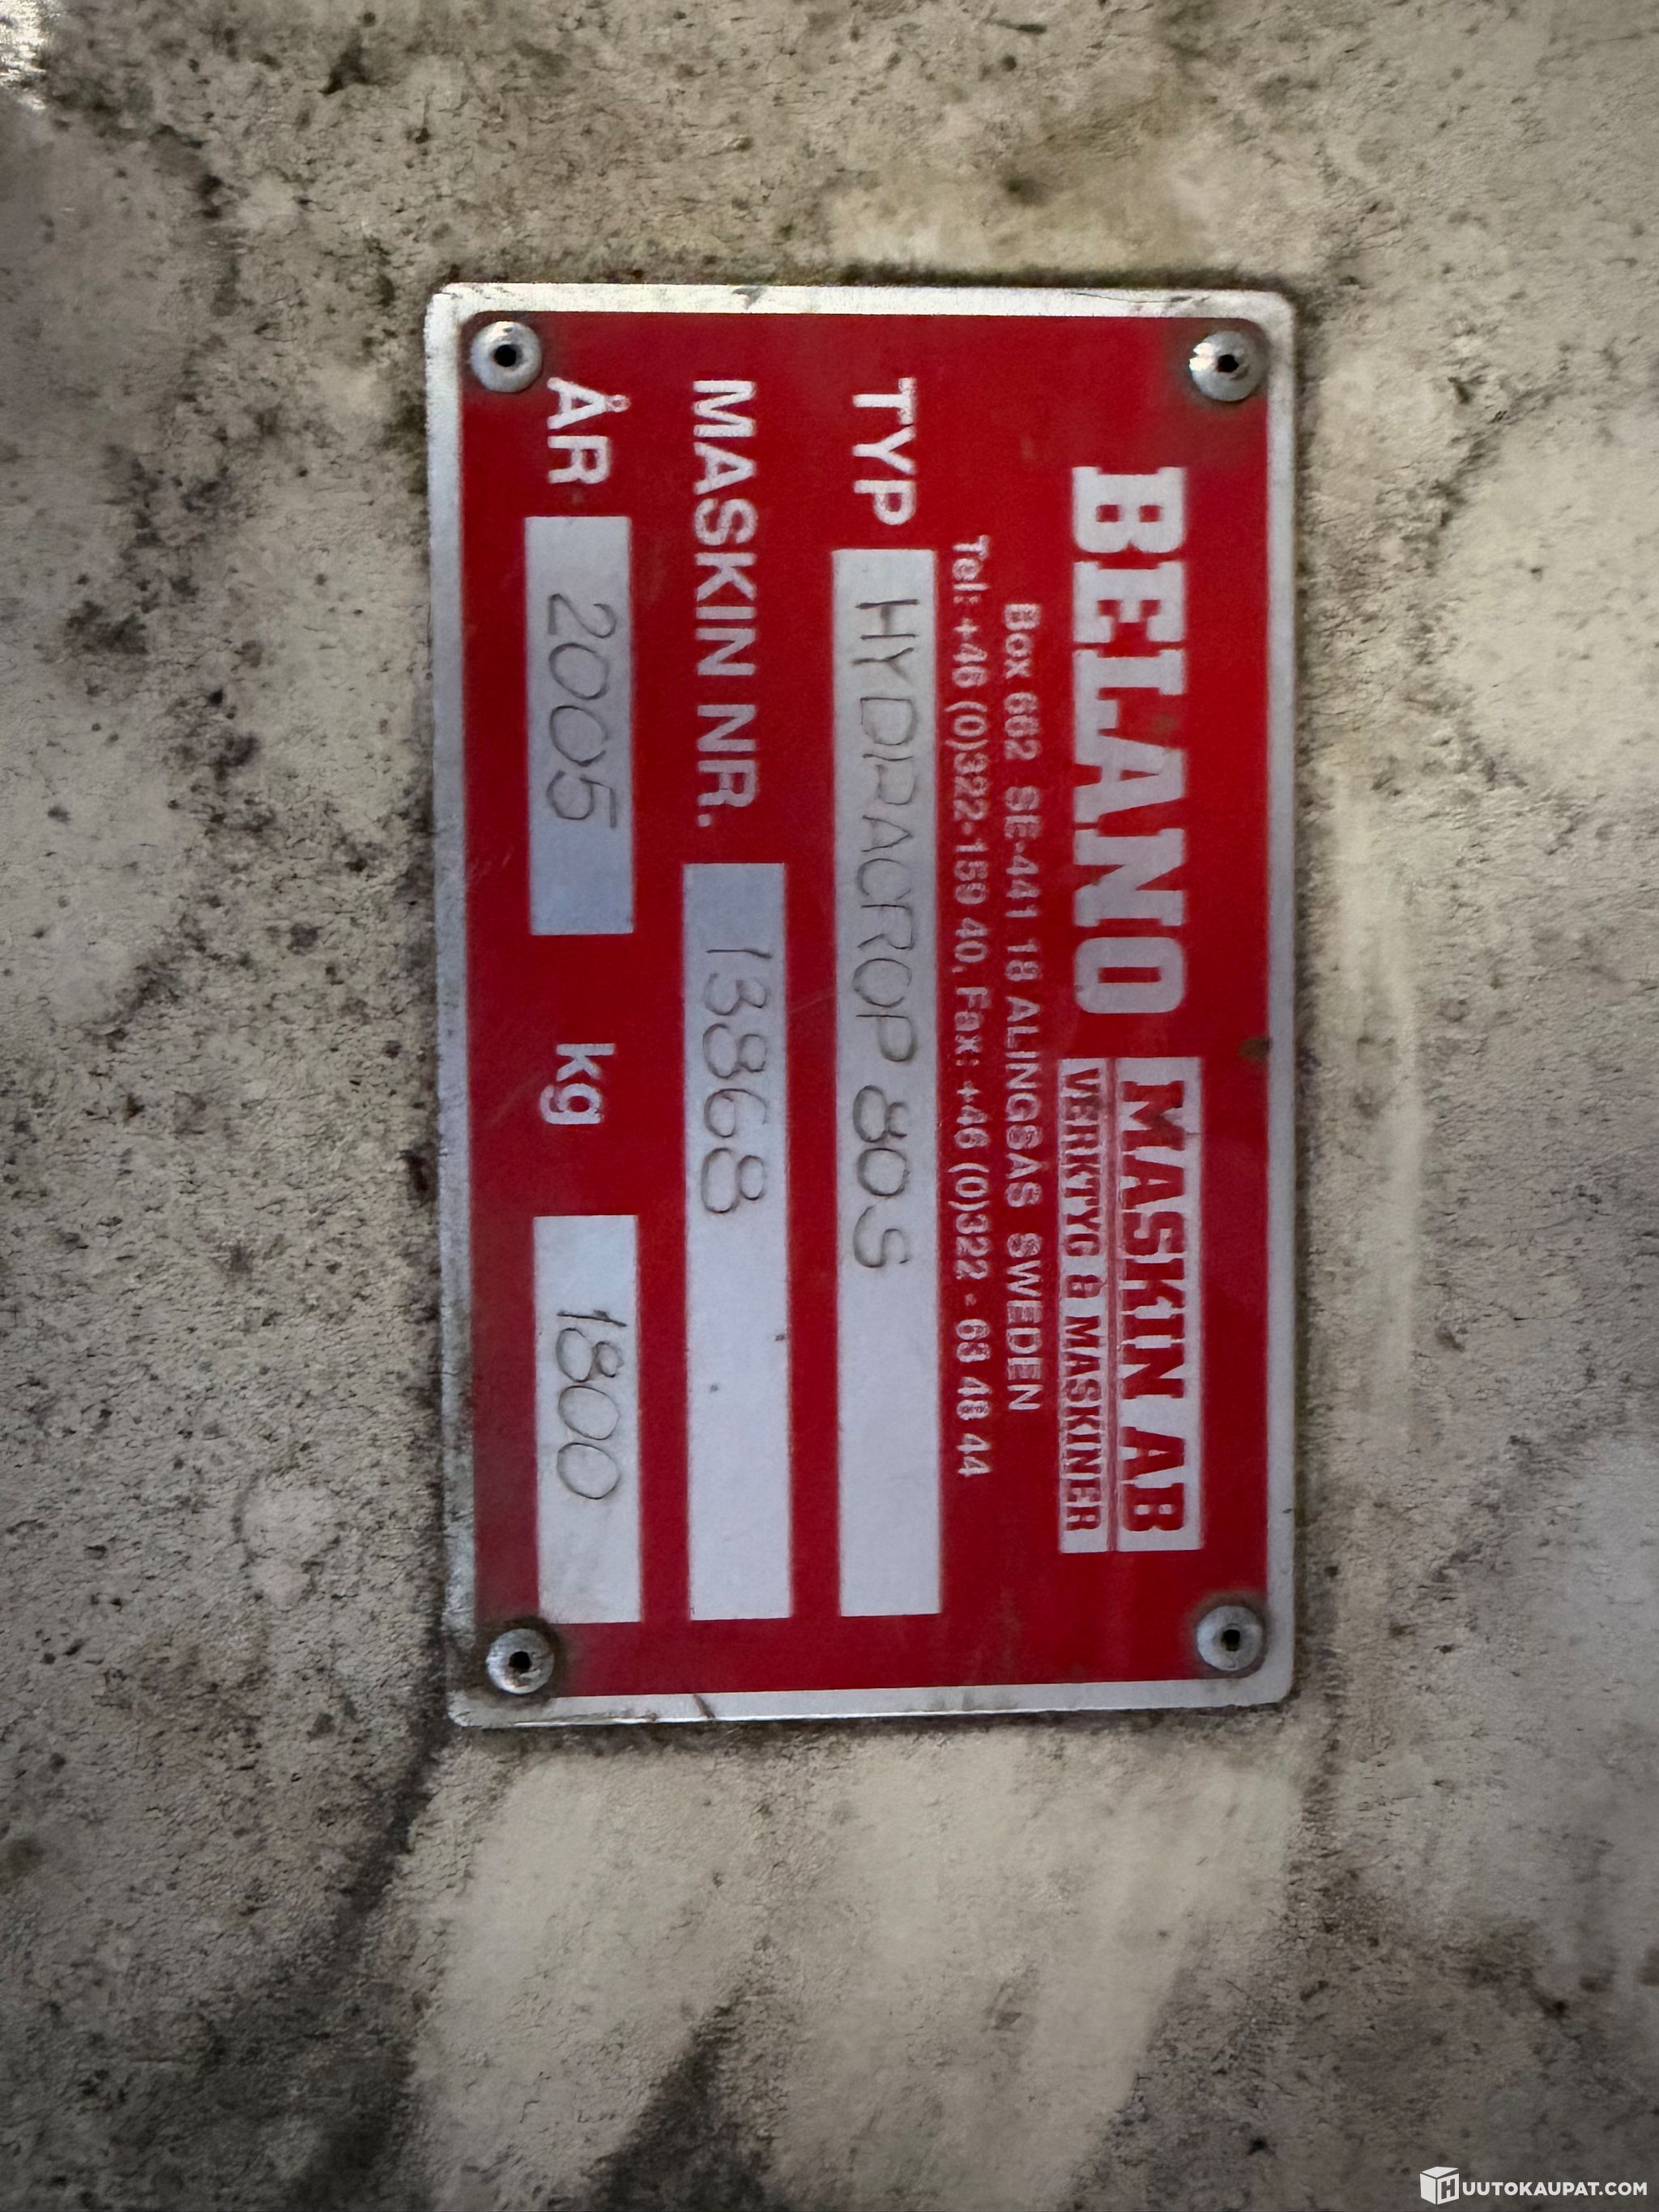 BELANO MASKIN AB
VERKTYG & MASKINER
Box 662 SE-441 18 ALINGSÅS SWEDEN
Tel: +46 (0)322-159 40, Fax: +46 (0)322 - 63 48 44
TYP HYDRACROP 80S
MASKIN NR. 13868
ÅR 2005 kg 1800
HUUTOKAUPAT.COM